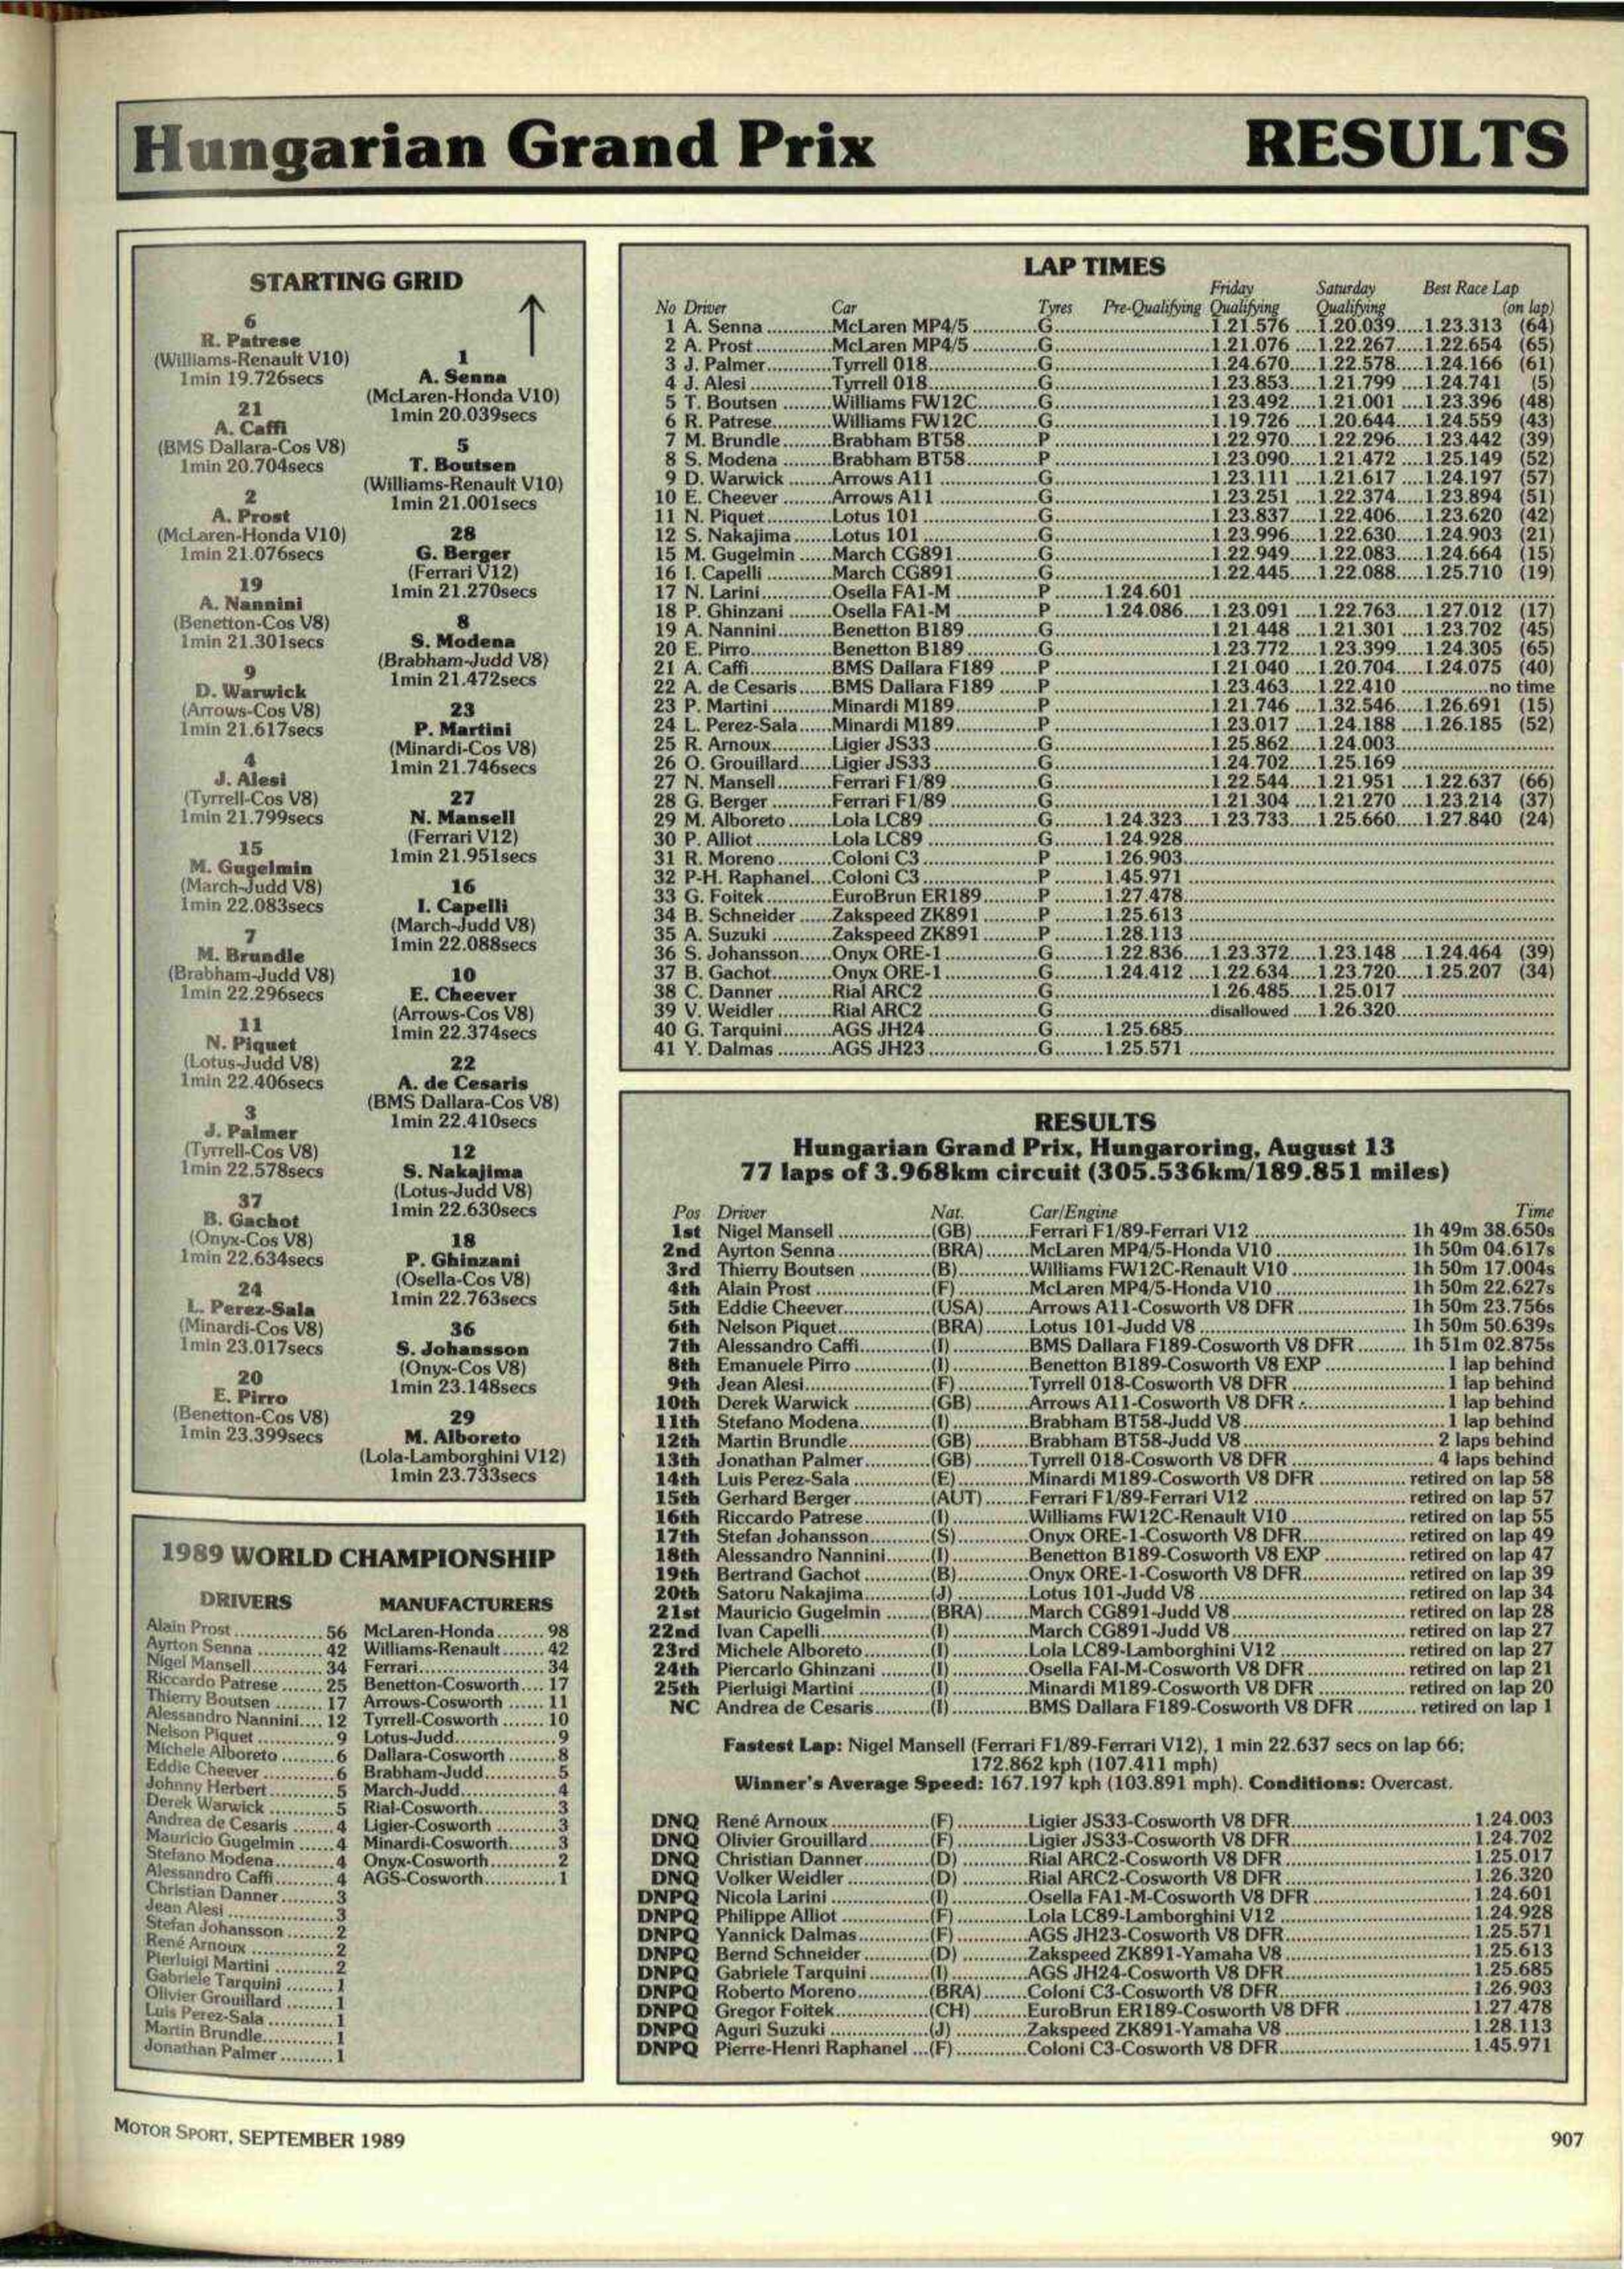 Hungarian Grand Prix RESULTS
STARTING GRID
6
R. Patrese
(Williams-Renault V10)
1min 19.726secs
1
A. Senna
(McLaren-Honda V10)
1min 20.039secs
21
A. Caffi
(BMS Dallara-Cos V8)
1min 20.704secs
5
T. Boutsen
(Williams-Renault V10)
1min 21.001secs
2
A. Prost
(McLaren-Honda V10)
1min 21.076secs
28
G. Berger
(Ferrari V12)
1min 21.270secs
19
A. Nannini
(Benetton-Cos V8)
1min 21.301secs
8
S. Modena
(Brabham-Judd V8)
1min 21.472secs
9
D. Warwick
(Arrows-Cos V8)
1min 21.617secs
23
P. Martini
(Minardi-Cos V8)
1min 21.746secs
4
J. Alesi
(Tyrrell-Cos V8)
1min 21.799secs
27
N. Mansell
(Ferrari V12)
1min 21.951secs
15
M. Gugelmin
(March-Judd V8)
1min 22.083secs
16
I. Capelli
(March-Judd V8)
1min 22.088secs
7
M. Brundle
(Brabham-Judd V8)
1min 22.296secs
10
E. Cheever
(Arrows-Cos V8)
1min 22.374secs
11
N. Piquet
(Lotus-Judd V8)
1min 22.406secs
22
A. de Cesaris
(BMS Dallara-Cos V8)
1min 22.410secs
3
J. Palmer
(Tyrrell-Cos V8)
1min 22.578secs
12
S. Nakajima
(Lotus-Judd V8)
1min 22.630secs
37
B. Gachot
(Onyx-Cos V8)
1min 22.634secs
18
P. Ghinzani
(Osella-Cos V8)
1min 22.763secs
24
L. Perez-Sala
(Minardi-Cos V8)
1min 23.017secs
36
S. Johansson
(Onyx-Cos V8)
1min 23.148secs
20
E. Pirro
(Benetton-Cos V8)
1min 23.399secs
29
M. Alboreto
(Lola-Lamborghini V12)
1min 23.733secs
1989 WORLD CHAMPIONSHIP
DRIVERS
Alain Prost 56
Ayrton Senna 42
Nigel Mansell 34
Riccardo Patrese 25
Thierry Boutsen 17
Alessandro Nannini 12
Nelson Piquet 9
Michele Alboreto 6
Eddie Cheever 6
Johnny Herbert 5
Derek Warwick 5
Andrea de Cesaris 4
Mauricio Gugelmin 4
Stefano Modena 4
Alessandro Caffi 4
Christian Danner 3
Jean Alesi 3
Stefan Johansson 2
René Arnoux 2
Pierluigi Martini 2
Gabriele Tarquini 1
Olivier Grouillard 1
Luis Perez-Sala 1
Martin Brundle 1
Jonathan Palmer 1
MANUFACTURERS
McLaren-Honda 98
Williams-Renault 42
Ferrari 34
Benetton-Cosworth 17
Arrows-Cosworth 11
Tyrrell-Cosworth 10
Lotus-Judd 9
Dallara-Cosworth 8
Brabham-Judd 5
March-Judd 4
Rial-Cosworth 3
Ligier-Cosworth 3
Minardi-Cosworth 3
Onyx-Cosworth 2
AGS-Cosworth 1
LAP TIMES
Friday Saturday Best Race Lap
No Driver Car Tyres Pre-Qualifying Qualifying Qualifying (on lap)
1 A. Senna McLaren MP4/5 G 1.21.576 1.20.039 1.23.313 (64)
2 A. Prost McLaren MP4/5 G 1.21.076 1.22.267 1.22.654 (65)
3 J. Palmer Tyrrell 018 G 1.24.670 1.22.578 1.24.166 (61)
4 J. Alesi Tyrrell 018 G 1.23.853 1.21.799 1.24.741 (5)
5 T. Boutsen Williams FW12C G 1.23.492 1.21.001 1.23.396 (48)
6 R. Patrese Williams FW12C G 1.19.726 1.20.644 1.24.559 (43)
7 M. Brundle Brabham BT58 P 1.22.970 1.22.296 1.23.442 (39)
8 S. Modena Brabham BT58 P 1.23.090 1.21.472 1.25.149 (52)
9 D. Warwick Arrows A11 G 1.23.111 1.21.617 1.24.197 (57)
10 E. Cheever Arrows A11 G 1.23.251 1.22.374 1.23.894 (51)
11 N. Piquet Lotus 101 G 1.23.837 1.22.406 1.23.620 (42)
12 S. Nakajima Lotus 101 G 1.23.996 1.22.630 1.24.903 (21)
15 M. Gugelmin March CG891 G 1.22.949 1.22.083 1.24.664 (15)
16 I. Capelli March CG891 G 1.22.445 1.22.088 1.25.710 (19)
17 N. Larini Osella FA1-M P 1.24.601
18 P. Ghinzani Osella FA1-M P 1.24.086 1.23.091 1.22.763 1.27.012 (17)
19 A. Nannini Benetton B189 G 1.21.448 1.21.301 1.23.702 (45)
20 E. Pirro Benetton B189 G 1.23.772 1.23.399 1.24.305 (65)
21 A. Caffi BMS Dallara F189 P 1.21.040 1.20.704 1.24.075 (40)
22 A. de Cesaris BMS Dallara F189 P 1.23.463 1.22.410 no time
23 P. Martini Minardi M189 P 1.21.746 1.32.546 1.26.691 (15)
24 L. Perez-Sala Minardi M189 P 1.23.017 1.24.188 1.26.185 (52)
25 R. Arnoux Ligier JS33 G 1.25.862 1.24.003
26 O. Grouillard Ligier JS33 G 1.24.702 1.25.169
27 N. Mansell Ferrari F1/89 G 1.22.544 1.21.951 1.22.637 (66)
28 G. Berger Ferrari F1/89 G 1.21.304 1.21.270 1.23.214 (37)
29 M. Alboreto Lola LC89 G 1.24.323 1.23.733 1.25.660 1.27.840 (24)
30 P. Alliot Lola LC89 G 1.24.928
31 R. Moreno Coloni C3 P 1.26.903
32 P-H. Raphanel Coloni C3 P 1.45.971
33 G. Foitek EuroBrun ER189 P 1.27.478
34 B. Schneider Zakspeed ZK891 P 1.25.613
35 A. Suzuki Zakspeed ZK891 P 1.28.113
36 S. Johansson Onyx ORE-1 G 1.22.836 1.23.372 1.23.148 1.24.464 (39)
37 B. Gachot Onyx ORE-1 G 1.24.412 1.22.634 1.23.720 1.25.207 (34)
38 C. Danner Rial ARC2 G 1.26.485 1.25.017
39 V. Weidler Rial ARC2 G disallowed 1.26.320
40 G. Tarquini AGS JH24 G 1.25.685
41 Y. Dalmas AGS JH23 G 1.25.571
RESULTS
Hungarian Grand Prix, Hungaroring, August 13
77 laps of 3.968km circuit (305.536km/189.851 miles)
Pos Driver Nat. Car/Engine Time
1st Nigel Mansell (GB) Ferrari F1/89-Ferrari V12 1h 49m 38.650s
2nd Ayrton Senna (BRA) McLaren MP4/5-Honda V10 1h 50m 04.617s
3rd Thierry Boutsen (B) Williams FW12C-Renault V10 1h 50m 17.004s
4th Alain Prost (F) McLaren MP4/5-Honda V10 1h 50m 22.627s
5th Eddie Cheever (USA) Arrows A11-Cosworth V8 DFR 1h 50m 23.756s
6th Nelson Piquet (BRA) Lotus 101-Judd V8 1h 50m 50.639s
7th Alessandro Caffi (I) BMS Dallara F189-Cosworth V8 DFR 1h 51m 02.875s
8th Emanuele Pirro (I) Benetton B189-Cosworth V8 EXP 1 lap behind
9th Jean Alesi (F) Tyrrell 018-Cosworth V8 DFR 1 lap behind
10th Derek Warwick (GB) Arrows A11-Cosworth V8 DFR 1 lap behind
11th Stefano Modena (I) Brabham BT58-Judd V8 1 lap behind
12th Martin Brundle (GB) Brabham BT58-Judd V8 2 laps behind
13th Jonathan Palmer (GB) Tyrrell 018-Cosworth V8 DFR 4 laps behind
14th Luis Perez-Sala (E) Minardi M189-Cosworth V8 DFR retired on lap 58
15th Gerhard Berger (AUT) Ferrari F1/89-Ferrari V12 retired on lap 57
16th Riccardo Patrese (I) Williams FW12C-Renault V10 retired on lap 55
17th Stefan Johansson (S) Onyx ORE-1-Cosworth V8 DFR retired on lap 49
18th Alessandro Nannini (I) Benetton B189-Cosworth V8 EXP retired on lap 47
19th Bertrand Gachot (B) Onyx ORE-1-Cosworth V8 DFR retired on lap 39
20th Satoru Nakajima (J) Lotus 101-Judd V8 retired on lap 34
21st Mauricio Gugelmin (BRA) March CG891-Judd V8 retired on lap 28
22nd Ivan Capelli (I) March CG891-Judd V8 retired on lap 27
23rd Michele Alboreto (I) Lola LC89-Lamborghini V12 retired on lap 27
24th Piercarlo Ghinzani (I) Osella FAI-M-Cosworth V8 DFR retired on lap 21
25th Pierluigi Martini (I) Minardi M189-Cosworth V8 DFR retired on lap 20
NC Andrea de Cesaris (I) BMS Dallara F189-Cosworth V8 DFR retired on lap 1
Fastest Lap: Nigel Mansell (Ferrari F1/89-Ferrari V12), 1 min 22.637 secs on lap 66;
172.862 kph (107.411 mph)
Winner's Average Speed: 167.197 kph (103.891 mph). Conditions: Overcast.
DNQ René Arnoux (F) Ligier JS33-Cosworth V8 DFR 1.24.003
DNQ Olivier Grouillard (F) Ligier JS33-Cosworth V8 DFR 1.24.702
DNQ Christian Danner (D) Rial ARC2-Cosworth V8 DFR 1.25.017
DNQ Volker Weidler (D) Rial ARC2-Cosworth V8 DFR 1.26.320
DNPQ Nicola Larini (I) Osella FA1-M-Cosworth V8 DFR 1.24.601
DNPQ Philippe Alliot (F) Lola LC89-Lamborghini V12 1.24.928
DNPQ Yannick Dalmas (F) AGS JH23-Cosworth V8 DFR 1.25.571
DNPQ Bernd Schneider (D) Zakspeed ZK891-Yamaha V8 1.25.613
DNPQ Gabriele Tarquini (I) AGS JH24-Cosworth V8 DFR 1.25.685
DNPQ Roberto Moreno (BRA) Coloni C3-Cosworth V8 DFR 1.26.903
DNPQ Gregor Foitek (CH) EuroBrun ER189-Cosworth V8 DFR 1.27.478
DNPQ Aguri Suzuki (J) Zakspeed ZK891-Yamaha V8 1.28.113
DNPQ Pierre-Henri Raphanel (F) Coloni C3-Cosworth V8 DFR 1.45.971
MOTOR SPORT, SEPTEMBER 1989 907